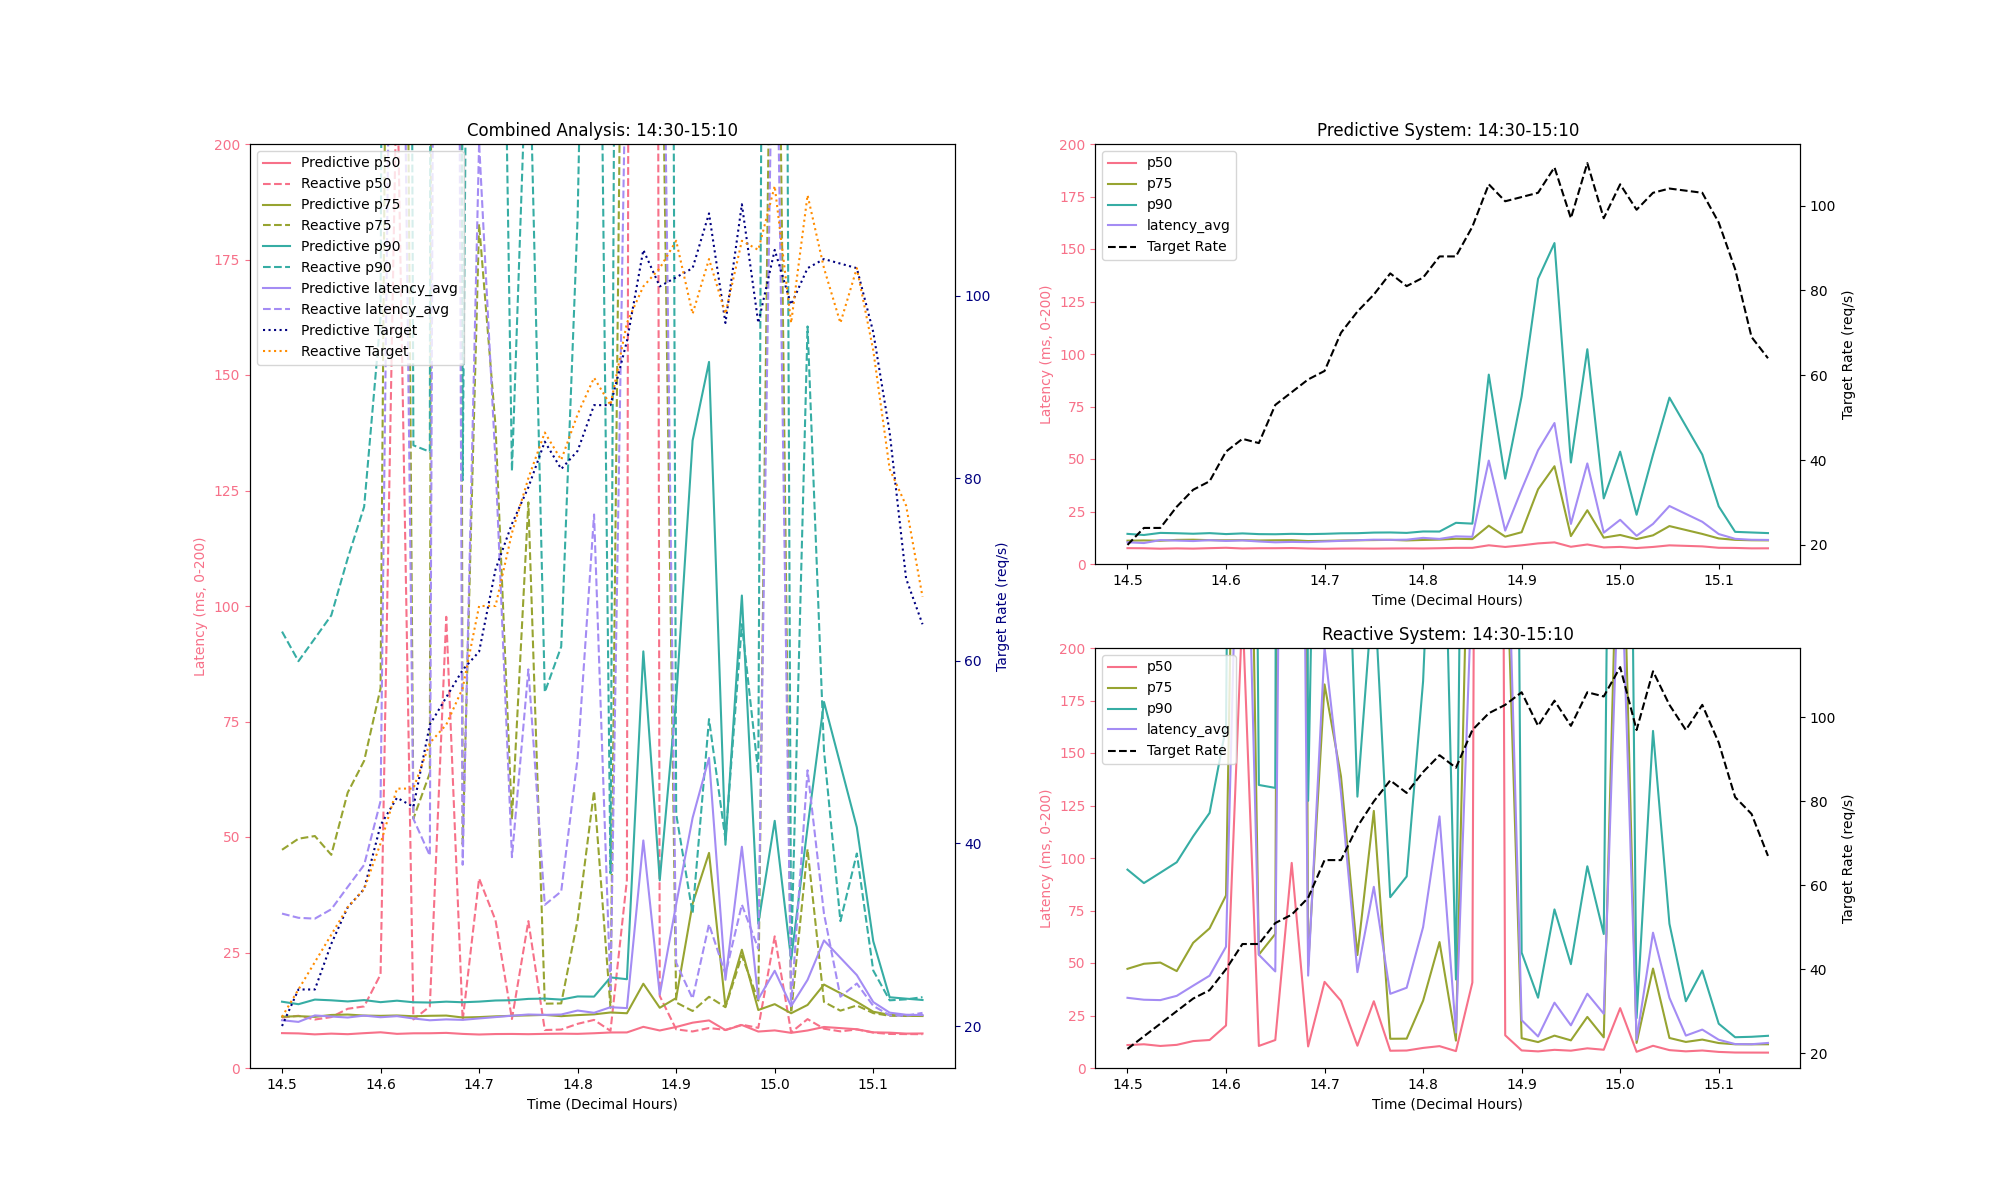 Combined Analysis: 14:30-15:10
200
175
150
125
100
75
50
25
0
Latency (ms, 0-200)
Predictive p50
Reactive p50
Predictive p75
Reactive p75
Predictive p90
Reactive p90
Predictive latency_avg
Reactive latency_avg
Predictive Target
Reactive Target
100
80
60
40
20
Target Rate (req/s)
14.5 14.6 14.7 14.8 14.9 15.0 15.1
Time (Decimal Hours)
Predictive System: 14:30-15:10
200
175
150
125
100
75
50
25
0
Latency (ms, 0-200)
p50
p75
p90
latency_avg
Target Rate
100
80
60
40
20
Target Rate (req/s)
14.5 14.6 14.7 14.8 14.9 15.0 15.1
Time (Decimal Hours)
Reactive System: 14:30-15:10
200
175
150
125
100
75
50
25
0
Latency (ms, 0-200)
p50
p75
p90
latency_avg
Target Rate
100
80
60
40
20
Target Rate (req/s)
14.5 14.6 14.7 14.8 14.9 15.0 15.1
Time (Decimal Hours)